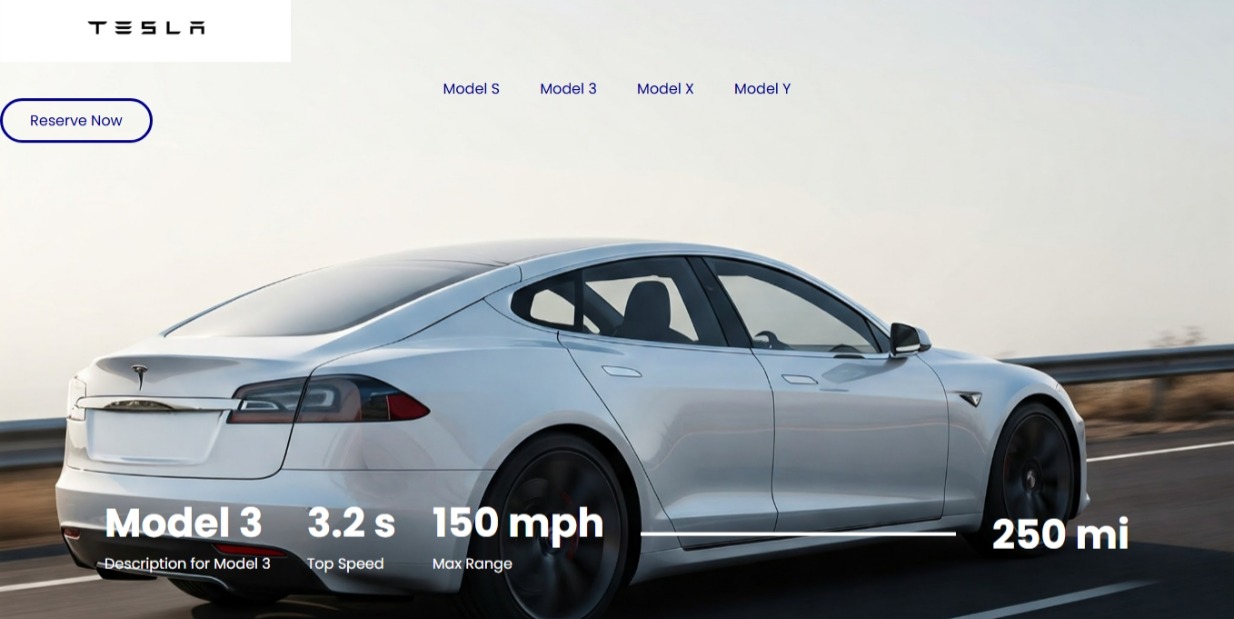 TESLA
Model S Model 3 Model X Model Y
Reserve Now
Model 3 3.2 s 150 mph 250 mi
Description for Model 3 Top Speed Max Range